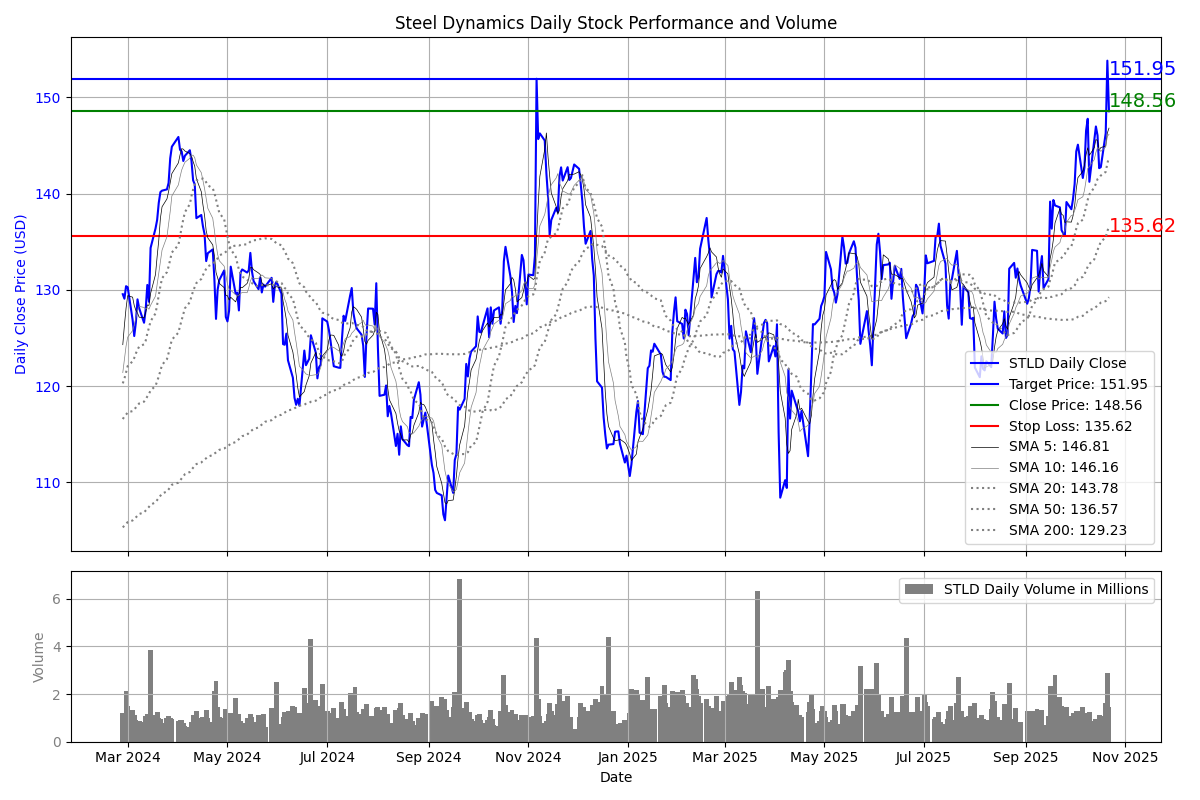 Steel Dynamics Daily Stock Performance and Volume
Daily Close Price (USD)
150
140
130
120
110
151.95
148.56
135.62
STLD Daily Close
Target Price: 151.95
Close Price: 148.56
Stop Loss: 135.62
SMA 5: 146.81
SMA 10: 146.16
SMA 20: 143.78
SMA 50: 136.57
SMA 200: 129.23
Volume
6
4
2
0
STLD Daily Volume in Millions
Mar 2024 May 2024 Jul 2024 Sep 2024 Nov 2024 Jan 2025 Mar 2025 May 2025 Jul 2025 Sep 2025 Nov 2025
Date